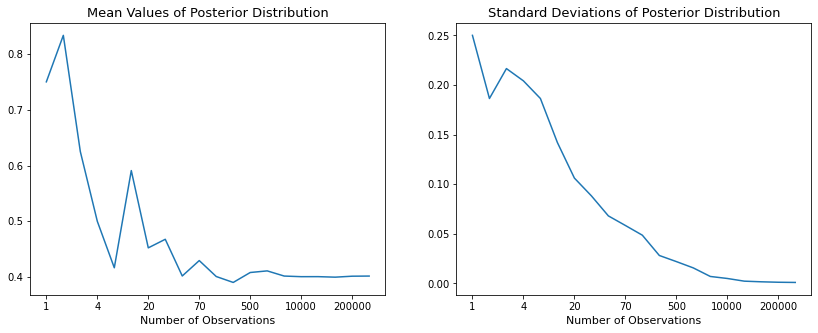 Mean Values of Posterior Distribution
0.8
0.7
0.6
0.5
0.4
1 4 20 70 500 10000 200000
Number of Observations
Standard Deviations of Posterior Distribution
0.25
0.20
0.15
0.10
0.05
0.00
1 4 20 70 500 10000 200000
Number of Observations